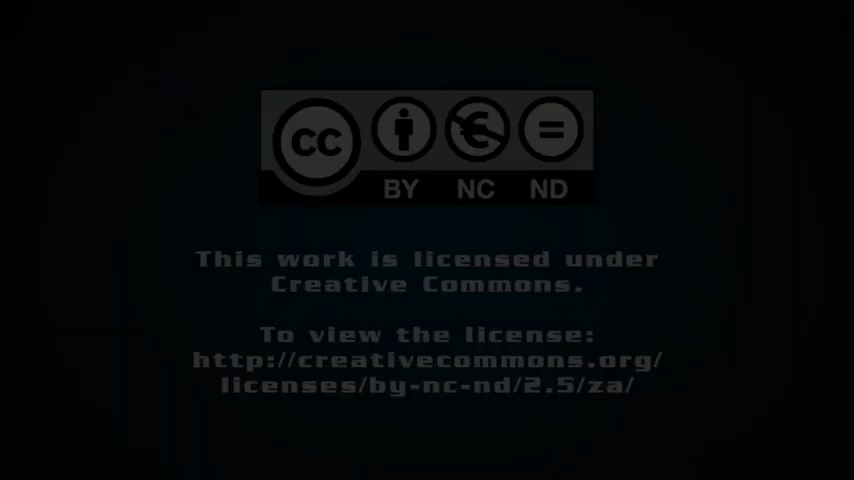 CC
BY NC ND
This work is licensed under
Creative Commons.
To view the license:
http://creativecommons.org/
licenses/by-nc-nd/2.5/za/